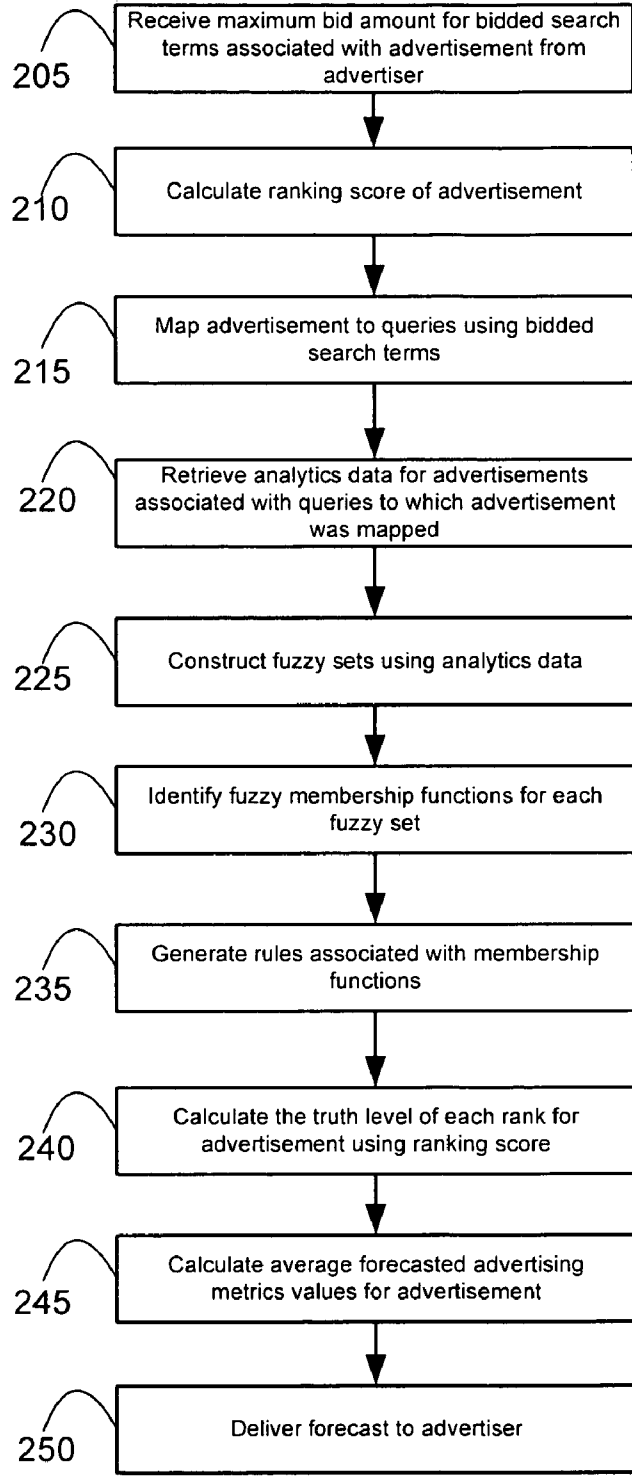 Receive maximum bid amount for bidded search
terms associated with advertisement from
advertiser
205
Calculate ranking score of advertisement
210
Map advertisement to queries using bidded
search terms
215
Retrieve analytics data for advertisements
associated with queries to which advertisement
was mapped
220
Construct fuzzy sets using analytics data
225
Identify fuzzy membership functions for each
fuzzy set
230
Generate rules associated with membership
functions
235
Calculate the truth level of each rank for
advertisement using ranking score
240
Calculate average forecasted advertising
metrics values for advertisement
245
Deliver forecast to advertiser
250